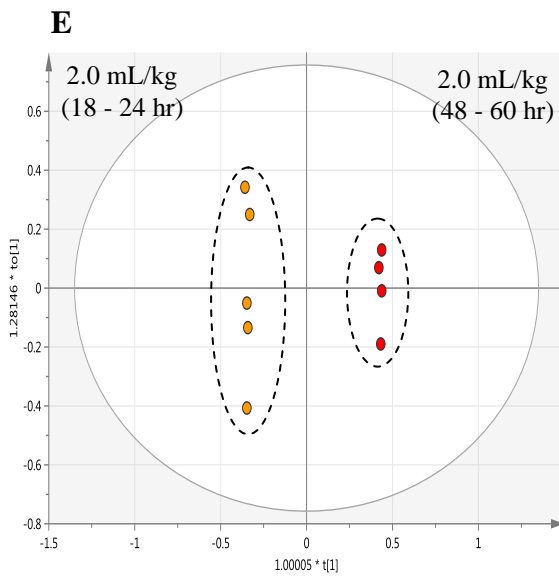 E
2.0 mL/kg
(18 - 24 hr)
2.0 mL/kg
(48 - 60 hr)
0.6
0.4
0.2
0
-0.2
-0.4
-0.6
-0.8
-1.5
-1
-0.5
0
0.5
1
1.28146 * to[1]
1.00005 * t[1]